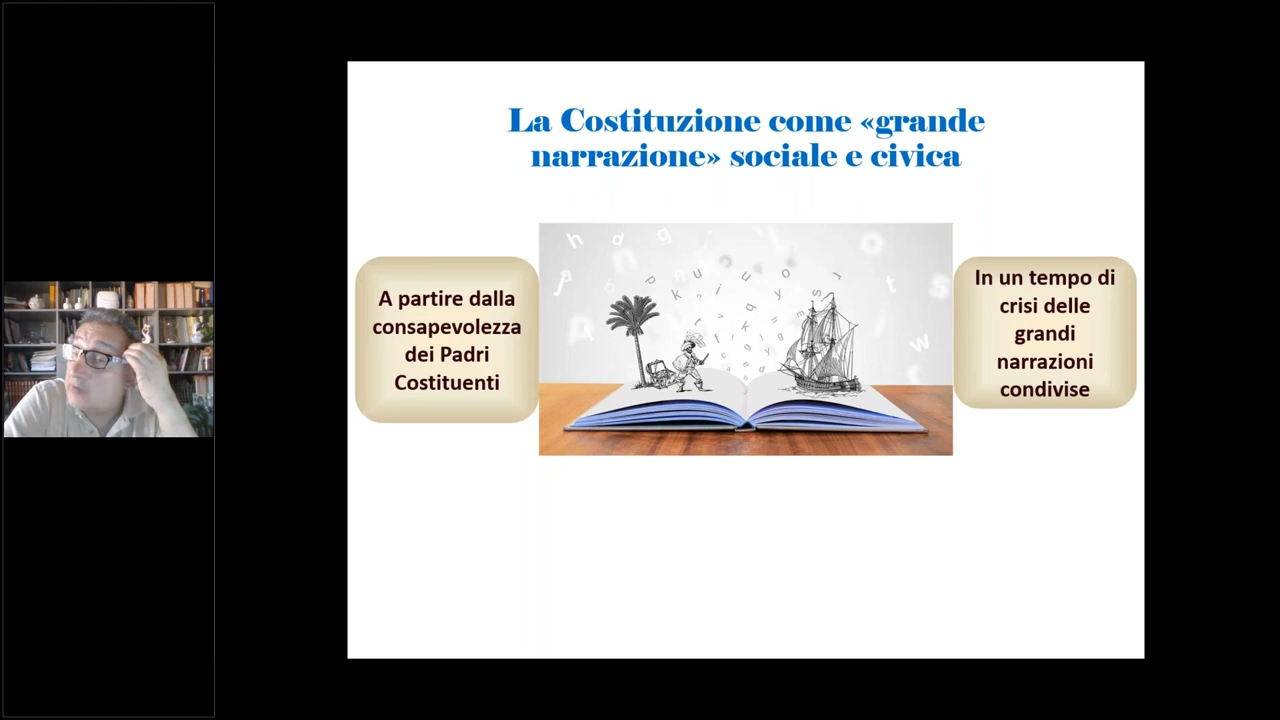 La Costituzione come «grande
narrazione» sociale e civica
A partire dalla
consapevolezza
dei Padri
Costituenti
In un tempo di
crisi delle
grandi
narrazioni
condivise